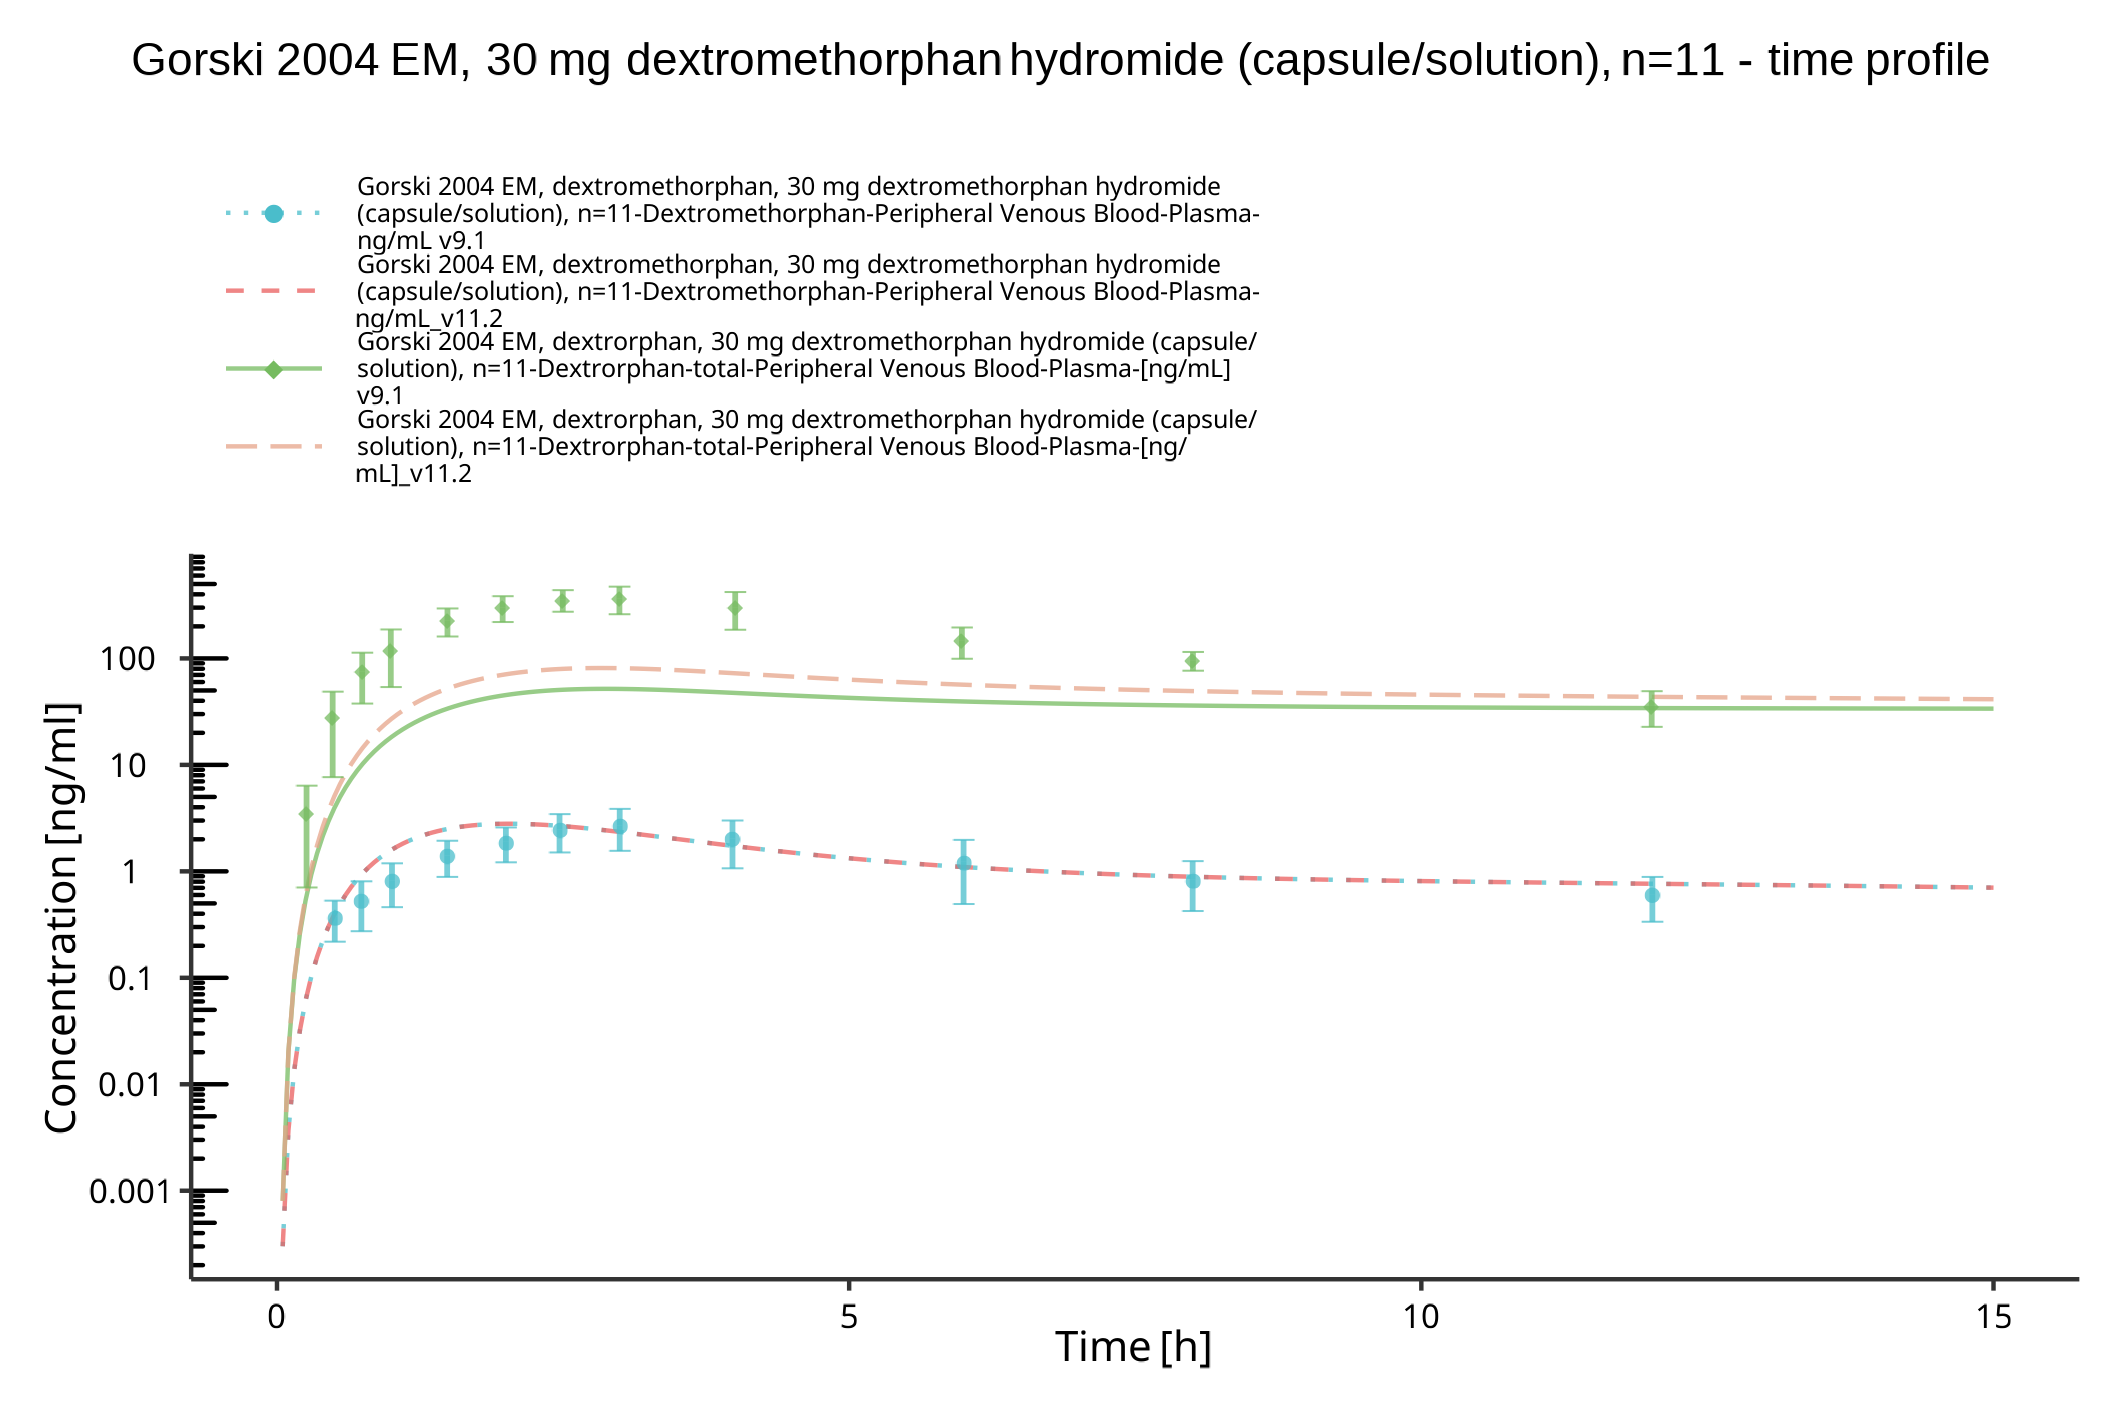 Gorski 2004 EM, 30 mg dextromethorphan hydromide (capsule/solution), n=11 - time profile
Gorski 2004 EM, dextromethorphan, 30 mg dextromethorphan hydromide
(capsule/solution), n=11-Dextromethorphan-Peripheral Venous Blood-Plasma-
ng/mL v9.1
Gorski 2004 EM, dextromethorphan, 30 mg dextromethorphan hydromide
(capsule/solution), n=11-Dextromethorphan-Peripheral Venous Blood-Plasma-
ng/mL_v11.2
Gorski 2004 EM, dextrorphan, 30 mg dextromethorphan hydromide (capsule/
solution), n=11-Dextrorphan-total-Peripheral Venous Blood-Plasma-[ng/mL]
v9.1
Gorski 2004 EM, dextrorphan, 30 mg dextromethorphan hydromide (capsule/
solution), n=11-Dextrorphan-total-Peripheral Venous Blood-Plasma-[ng/
mL]_v11.2
Concentration [ng/ml]
100
10
1
0.1
0.01
0.001
0
5
10
15
Time [h]